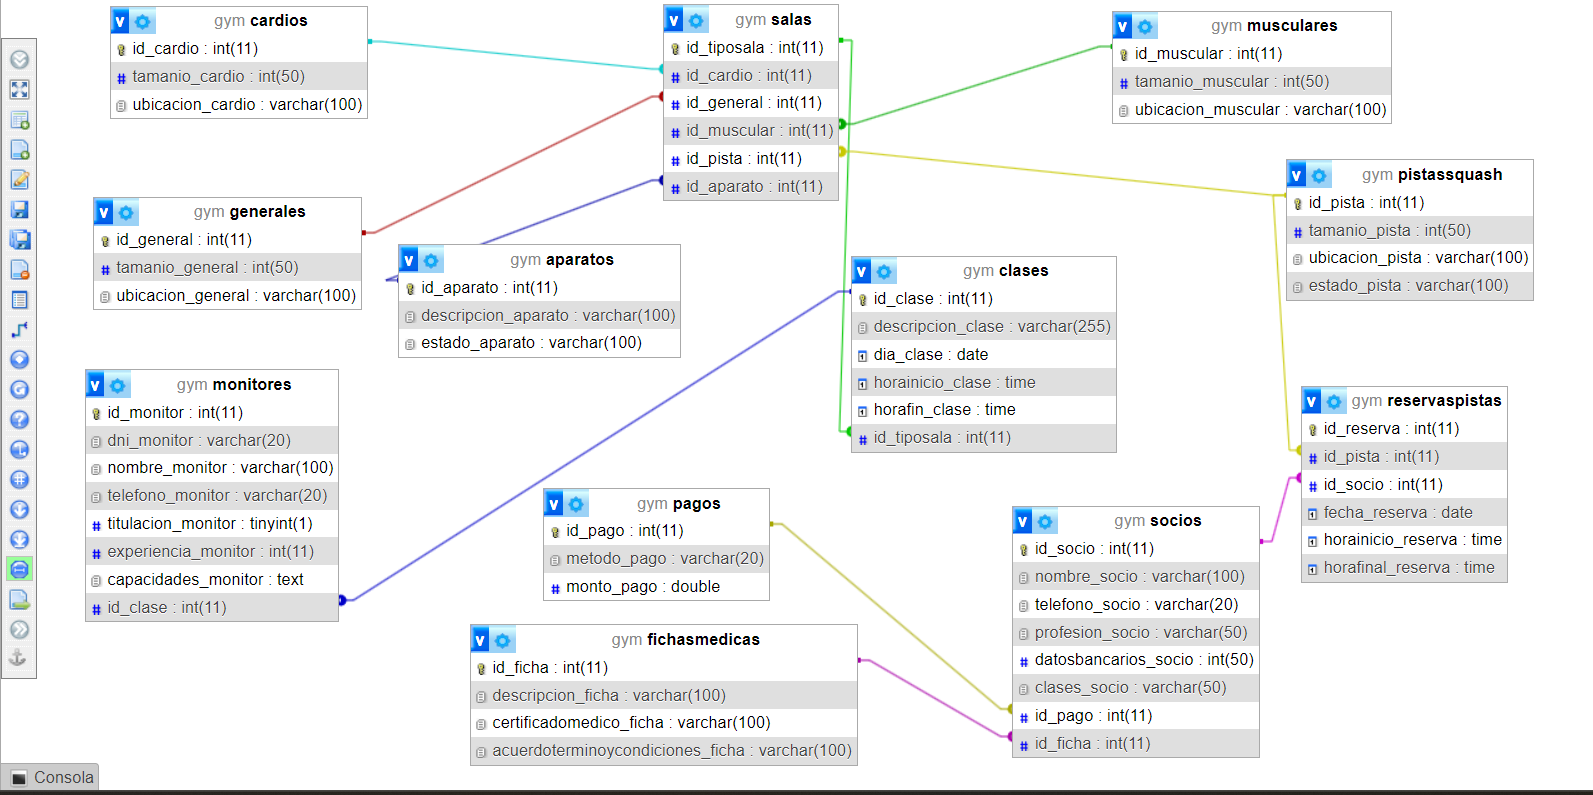 gym cardios
id_cardio : int(11)
tamanio_cardio : int(50)
ubicacion_cardio : varchar(100)
gym salas
id_tiposala : int(11)
id_cardio : int(11)
id_general : int(11)
id_muscular : int(11)
id_pista : int(11)
id_aparato : int(11)
gym musculares
id_muscular : int(11)
tamanio_muscular : int(50)
ubicacion_muscular : varchar(100)
gym pistassquash
id_pista : int(11)
tamanio_pista : int(50)
ubicacion_pista : varchar(100)
estado_pista : varchar(100)
gym generales
id_general : int(11)
tamanio_general : int(50)
ubicacion_general : varchar(100)
gym aparatos
id_aparato : int(11)
descripcion_aparato : varchar(100)
estado_aparato : varchar(100)
gym clases
id_clase : int(11)
descripcion_clase : varchar(255)
dia_clase : date
horainicio_clase : time
horafin_clase : time
id_tiposala : int(11)
gym monitores
id_monitor : int(11)
dni_monitor : varchar(20)
nombre_monitor : varchar(100)
telefono_monitor : varchar(20)
titulacion_monitor : tinyint(1)
experiencia_monitor : int(11)
capacidades_monitor : text
id_clase : int(11)
gym reservaspistas
id_reserva : int(11)
id_pista : int(11)
id_socio : int(11)
fecha_reserva : date
horainicio_reserva : time
horafinal_reserva : time
gym pagos
id_pago : int(11)
metodo_pago : varchar(20)
monto_pago : double
gym socios
id_socio : int(11)
nombre_socio : varchar(100)
telefono_socio : varchar(20)
profesion_socio : varchar(50)
datosbancarios_socio : int(50)
clases_socio : varchar(50)
id_pago : int(11)
id_ficha : int(11)
gym fichasmedicas
id_ficha : int(11)
descripcion_ficha : varchar(100)
certificadomedico_ficha : varchar(100)
acuerdoterminoycondiciones_ficha : varchar(100)
Consola